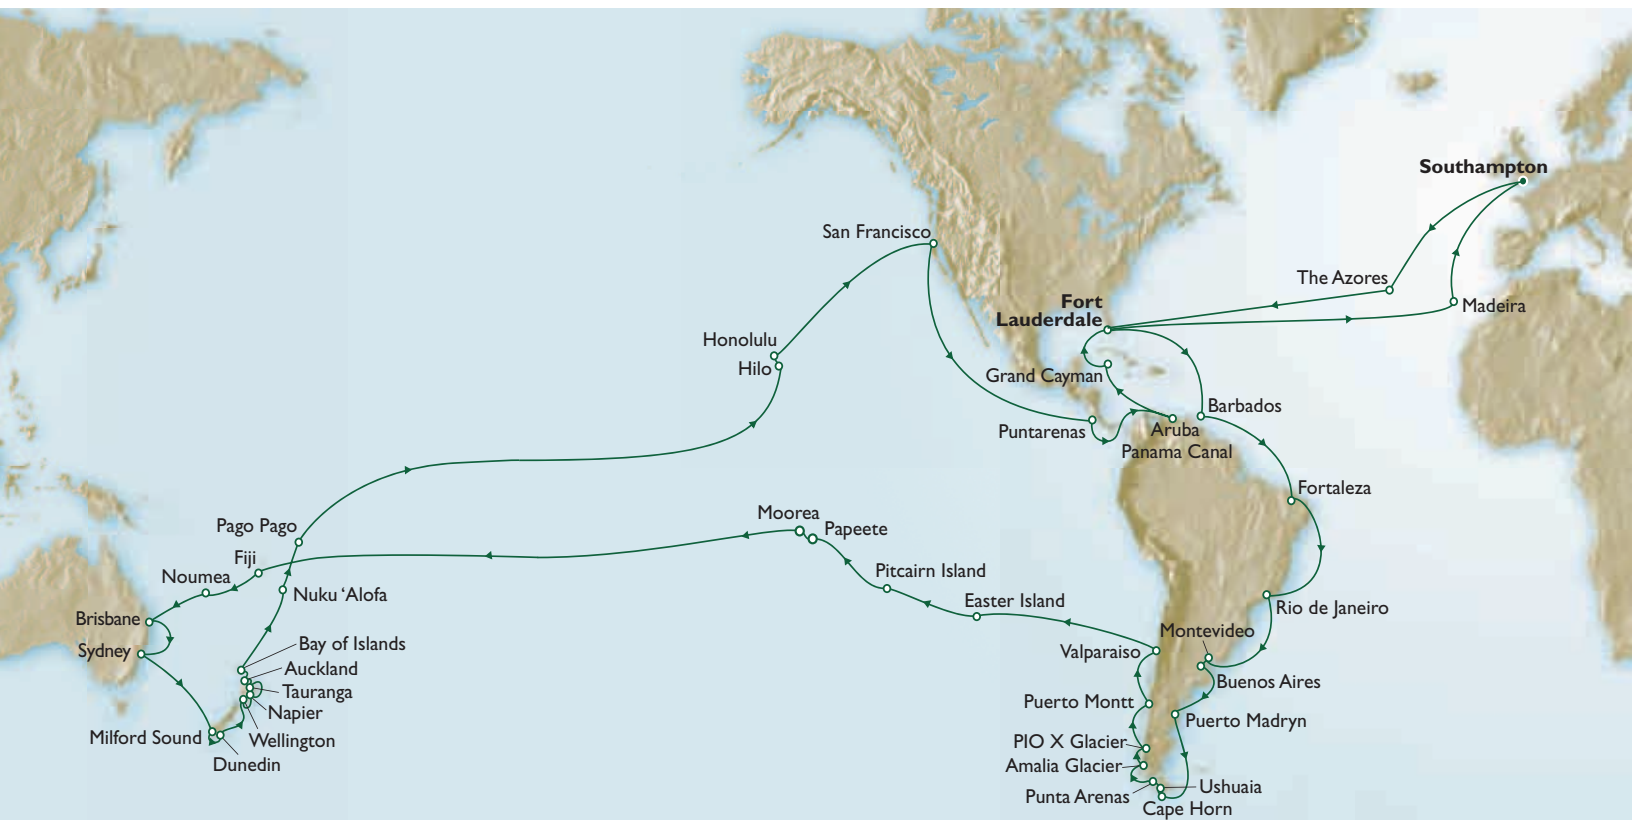 Southampton
San Francisco
The Azores
Fort
Lauderdale
Madeira
Honolulu
Hilo
Grand Cayman
Barbados
Puntarenas
Aruba
Panama Canal
Fortaleza
Moorea
Pago Pago
Papeete
Fiji
Noumea
Pitcairn Island
Nuku ‘Alofa
Easter Island
Rio de Janeiro
Brisbane
Montevideo
Bay of Islands
Sydney
Valparaiso
Auckland
Buenos Aires
Tauranga
Puerto Montt
Napier
Puerto Madryn
Milford Sound
Wellington
PIO X Glacier
Dunedin
Amalia Glacier
Ushuaia
Punta Arenas
Cape Horn